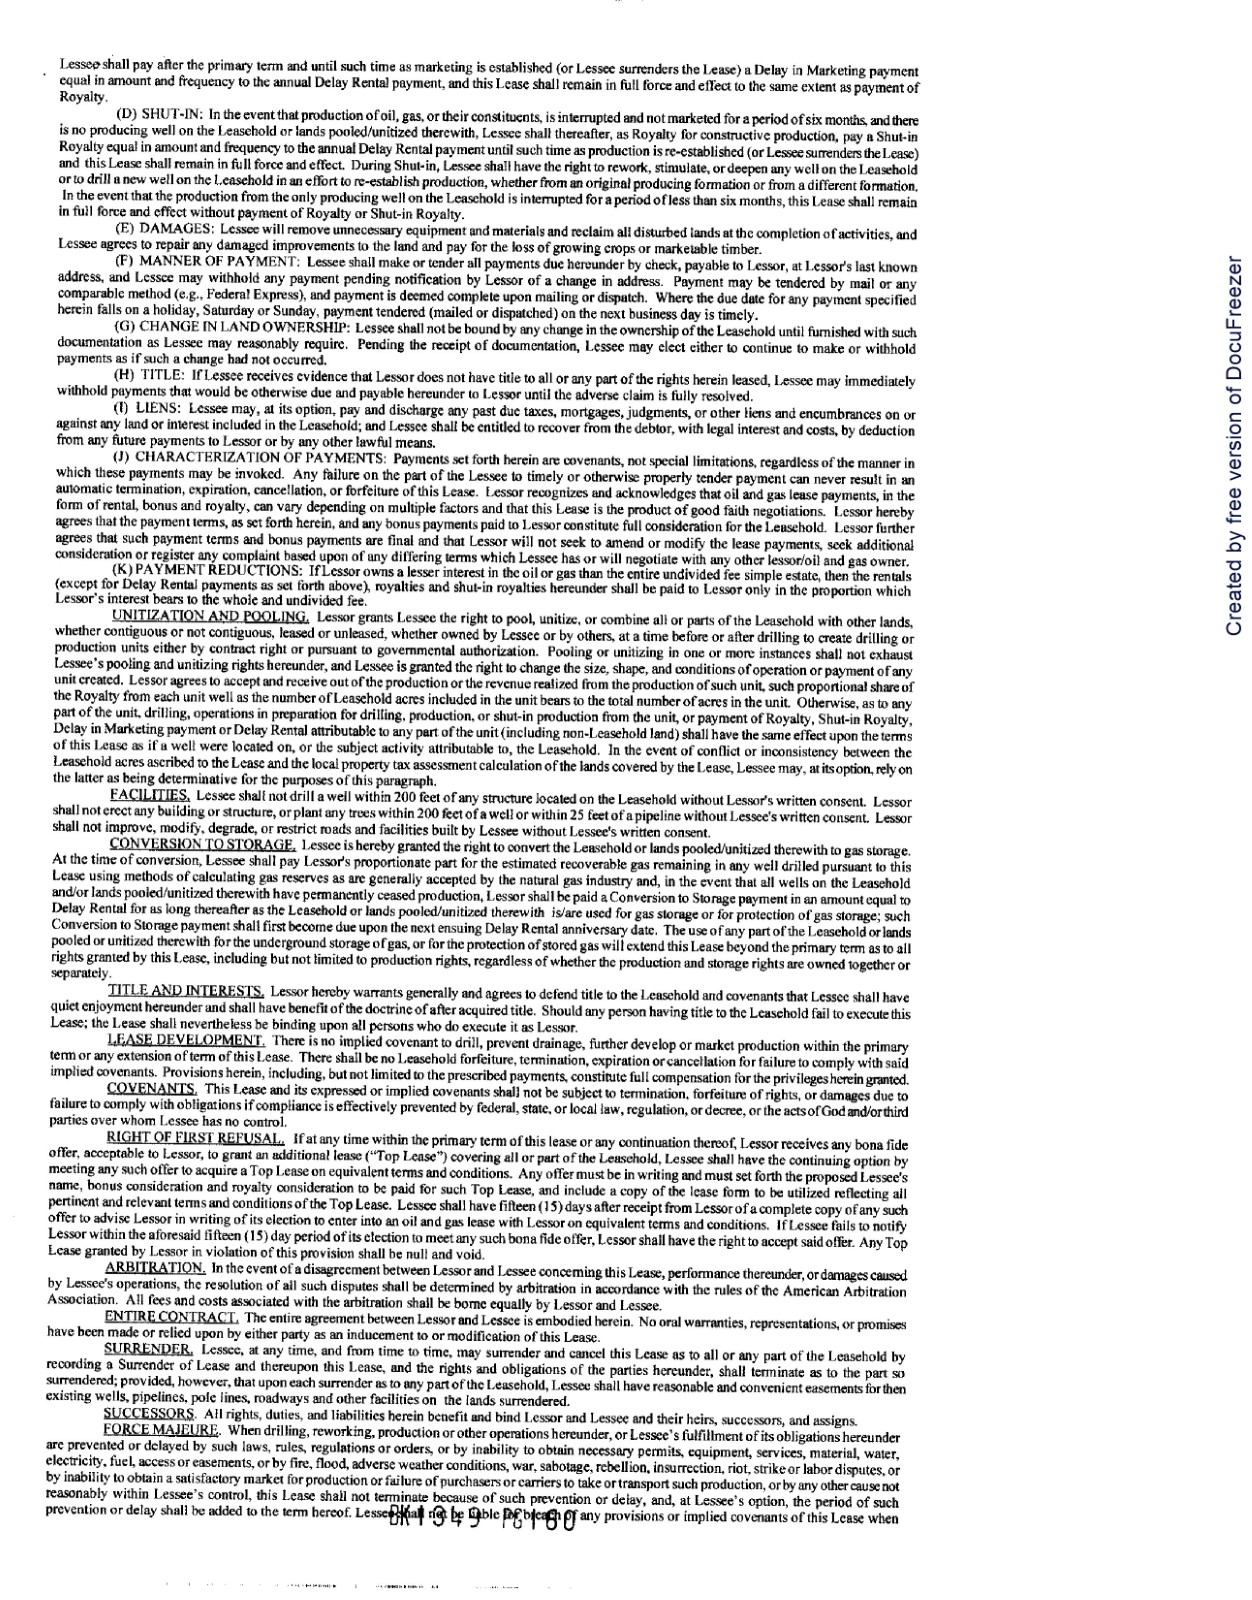 Lessee shall pay after the primary term and until such time as marketing is established (or Lessee surrenders the Lease) a Delay in Marketing payment
equal in amount and frequency to the annual Delay Rental payment, and this Lease shall remain in full force and effect to the same extent as payment of
Royalty.
(D) SHUT-IN: In the event that production of oil, gas, or their constituents, is interrupted and not marketed for a period of six months, and there
is no producing well on the Leasehold or lands pooled/unitized therewith, Lessee shall thereafter, as Royalty for constructive production, pay a Shut-in
Royalty equal in amount and frequency to the annual Delay Rental payment until such time as production is re-established (or Lessee surrenders the Lease)
and this Lease shall remain in full force and effect. During Shut-in, Lessee shall have the right to rework, stimulate, or deepen any well on the Leasehold
or to drill a new well on the Leasehold in an effort to re-establish production, whether from an original producing formation or from a different formation.
In the event that the production from the only producing well on the Leasehold is interrupted for a period of less than six months, this Lease shall remain
in full force and effect without payment of Royalty or Shut-in Royalty.
(E) DAMAGES: Lessee will remove unnecessary equipment and materials and reclaim all disturbed lands at the completion of activities, and
Lessee agrees to repair any damaged improvements to the land and pay for the loss of growing crops or marketable timber.
(F) MANNER OF PAYMENT: Lessee shall make or tender all payments due hereunder by check, payable to Lessor, at Lessor's last known
address, and Lessee may withhold any payment pending notification by Lessor of a change in address. Payment may be tendered by mail or any
comparable method (e.g., Federal Express), and payment is deemed complete upon mailing or dispatch. Where the due date for any payment specified
herein falls on a holiday, Saturday or Sunday, payment tendered (mailed or dispatched) on the next business day is timely.
(G) CHANGE IN LAND OWNERSHIP: Lessee shall not be bound by any change in the ownership of the Leasehold until furnished with such
documentation as Lessee may reasonably require. Pending the receipt of documentation, Lessee may elect either to continue to make or withhold
payments as if such a change had not occurred.
(H) TITLE: If Lessee receives evidence that Lessor does not have title to all or any part of the rights herein leased, Lessee may immediately
withhold payments that would be otherwise due and payable hereunder to Lessor until the adverse claim is fully resolved.
(I) LIENS: Lessee may, at its option, pay and discharge any past due taxes, mortgages, judgments, or other liens and encumbrances on or
against any land or interest included in the Leasehold; and Lessee shall be entitled to recover from the debtor, with legal interest and costs, by deduction
from any future payments to Lessor or by any other lawful means.
(J) CHARACTERIZATION OF PAYMENTS: Payments set forth herein are covenants, not special limitations, regardless of the manner in
which these payments may be invoked. Any failure on the part of the Lessee to timely or otherwise properly tender payment can never result in an
automatic termination, expiration, cancellation, or forfeiture of this Lease. Lessor recognizes and acknowledges that oil and gas lease payments, in the
form of rental, bonus and royalty, can vary depending on multiple factors and that this Lease is the product of good faith negotiations. Lessor hereby
agrees that the payment terms, as set forth herein, and any bonus payments paid to Lessor constitute full consideration for the Leasehold. Lessor further
agrees that such payment terms and bonus payments are final and that Lessor will not seek to amend or modify the lease payments, seek additional
consideration or register any complaint based upon of any differing terms which Lessee has or will negotiate with any other lessor/oil and gas owner.
(K) PAYMENT REDUCTIONS: If Lessor owns a lesser interest in the oil or gas than the entire undivided fee simple estate, then the rentals
(except for Delay Rental payments as set forth above), royalties and shut-in royalties hereunder shall be paid to Lessor only in the proportion which
Lessor's interest bears to the whole and undivided fee.
UNITIZATION AND POOLING. Lessor grants Lessee the right to pool, unitize, or combine all or parts of the Leasehold with other lands,
whether contiguous or not contiguous, leased or unleased, whether owned by Lessee or by others, at a time before or after drilling to create drilling or
production units either by contract right or pursuant to governmental authorization. Pooling or unitizing in one or more instances shall not exhaust
Lessee's pooling and unitizing rights hereunder, and Lessee is granted the right to change the size, shape, and conditions of operation or payment of any
unit created. Lessor agrees to accept and receive out of the production or the revenue realized from the production of such unit, such proportional share of
the Royalty from each unit well as the number of Leasehold acres included in the unit bears to the total number of acres in the unit. Otherwise, as to any
part of the unit, drilling, operations in preparation for drilling, production, or shut-in production from the unit, or payment of Royalty, Shut-in Royalty,
Delay in Marketing payment or Delay Rental attributable to any part of the unit (including non-Leasehold land) shall have the same effect upon the terms
of this Lease as if a well were located on, or the subject activity attributable to, the Leasehold. In the event of conflict or inconsistency between the
Leasehold acres ascribed to the Lease and the local property tax assessment calculation of the lands covered by the Lease, Lessee may, at its option, rely on
the latter as being determinative for the purposes of this paragraph.
FACILITIES. Lessee shall not drill a well within 200 feet of any structure located on the Leasehold without Lessor's written consent. Lessor
shall not erect any building or structure, or plant any trees within 200 feet of a well or within 25 feet of a pipeline without Lessee's written consent. Lessor
shall not improve, modify, degrade, or restrict roads and facilities built by Lessee without Lessee's written consent.
CONVERSION TO STORAGE. Lessee is hereby granted the right to convert the Leasehold or lands pooled/unitized therewith to gas storage.
At the time of conversion, Lessee shall pay Lessor's proportionate part for the estimated recoverable gas remaining in any well drilled pursuant to this
Lease using methods of calculating gas reserves as are generally accepted by the natural gas industry and, in the event that all wells on the Leasehold
and/or lands pooled/unitized therewith have permanently ceased production, Lessor shall be paid a Conversion to Storage payment in an amount equal to
Delay Rental for as long thereafter as the Leasehold or lands pooled/unitized therewith is/are used for gas storage or for protection of gas storage; such
Conversion to Storage payment shall first become due upon the next ensuing Delay Rental anniversary date. The use of any part of the Leasehold or lands
pooled or unitized therewith for the underground storage of gas, or for the protection of stored gas will extend this Lease beyond the primary term as to all
rights granted by this Lease, including but not limited to production rights, regardless of whether the production and storage rights are owned together or
separately.
TITLE AND INTERESTS. Lessor hereby warrants generally and agrees to defend title to the Leasehold and covenants that Lessee shall have
quiet enjoyment hereunder and shall have benefit of the doctrine of after acquired title. Should any person having title to the Leasehold fail to execute this
Lease; the Lease shall nevertheless be binding upon all persons who do execute it as Lessor.
LEASE DEVELOPMENT. There is no implied covenant to drill, prevent drainage, further develop or market production within the primary
term or any extension of term of this Lease. There shall be no Leasehold forfeiture, termination, expiration or cancellation for failure to comply with said
implied covenants. Provisions herein, including, but not limited to the prescribed payments, constitute full compensation for the privileges herein granted.
COVENANTS. This Lease and its expressed or implied covenants shall not be subject to termination, forfeiture of rights, or damages due to
failure to comply with obligations if compliance is effectively prevented by federal, state, or local law, regulation, or decree, or the acts of God and/or third
parties over whom Lessee has no control.
RIGHT OF FIRST REFUSAL. If at any time within the primary term of this lease or any continuation thereof, Lessor receives any bona fide
offer, acceptable to Lessor, to grant an additional lease ("Top Lease") covering all or part of the Leasehold, Lessee shall have the continuing option by
meeting any such offer to acquire a Top Lease on equivalent terms and conditions. Any offer must be in writing and must set forth the proposed Lessee's
name, bonus consideration and royalty consideration to be paid for such Top Lease, and include a copy of the lease form to be utilized reflecting all
pertinent and relevant terms and conditions of the Top Lease. Lessee shall have fifteen (15) days after receipt from Lessor of a complete copy of any such
offer to advise Lessor in writing of its election to enter into an oil and gas lease with Lessor on equivalent terms and conditions. If Lessee fails to notify
Lessor within the aforesaid fifteen (15) day period of its election to meet any such bona fide offer, Lessor shall have the right to accept said offer. Any Top
Lease granted by Lessor in violation of this provision shall be null and void.
ARBITRATION. In the event of a disagreement between Lessor and Lessee concerning this Lease, performance thereunder, or damages caused
by Lessee's operations, the resolution of all such disputes shall be determined by arbitration in accordance with the rules of the American Arbitration
Association. All fees and costs associated with the arbitration shall be borne equally by Lessor and Lessee.
ENTIRE CONTRACT. The entire agreement between Lessor and Lessee is embodied herein. No oral warranties, representations, or promises
have been made or relied upon by either party as an inducement to or modification of this Lease.
SURRENDER. Lessee, at any time, and from time to time, may surrender and cancel this Lease as to all or any part of the Leasehold by
recording a Surrender of Lease and thereupon this Lease, and the rights and obligations of the parties hereunder, shall terminate as to the part so
surrendered; provided, however, that upon each surrender as to any part of the Leasehold, Lessee shall have reasonable and convenient easements for then
existing wells, pipelines, pole lines, roadways and other facilities on the lands surrendered.
SUCCESSORS. All rights, duties, and liabilities herein benefit and bind Lessor and Lessee and their heirs, successors, and assigns.
FORCE MAJEURE. When drilling, reworking, production or other operations hereunder, or Lessee's fulfillment of its obligations hereunder
are prevented or delayed by such laws, rules, regulations or orders, or by inability to obtain necessary permits, equipment, services, material, water,
electricity, fuel, access or easements, or by fire, flood, adverse weather conditions, war, sabotage, rebellion, insurrection, riot, strike or labor disputes, or
by inability to obtain a satisfactory market for production or failure of purchasers or carriers to take or transport such production, or by any other cause not
reasonably within Lessee's control, this Lease shall not terminate because of such prevention or delay, and, at Lessee's option, the period of such
prevention or delay shall be added to the term hereof. Lessee shall not be liable for breach of any provisions or implied covenants of this Lease when
BK1349 PG160
Created by free version of DocuFreezer